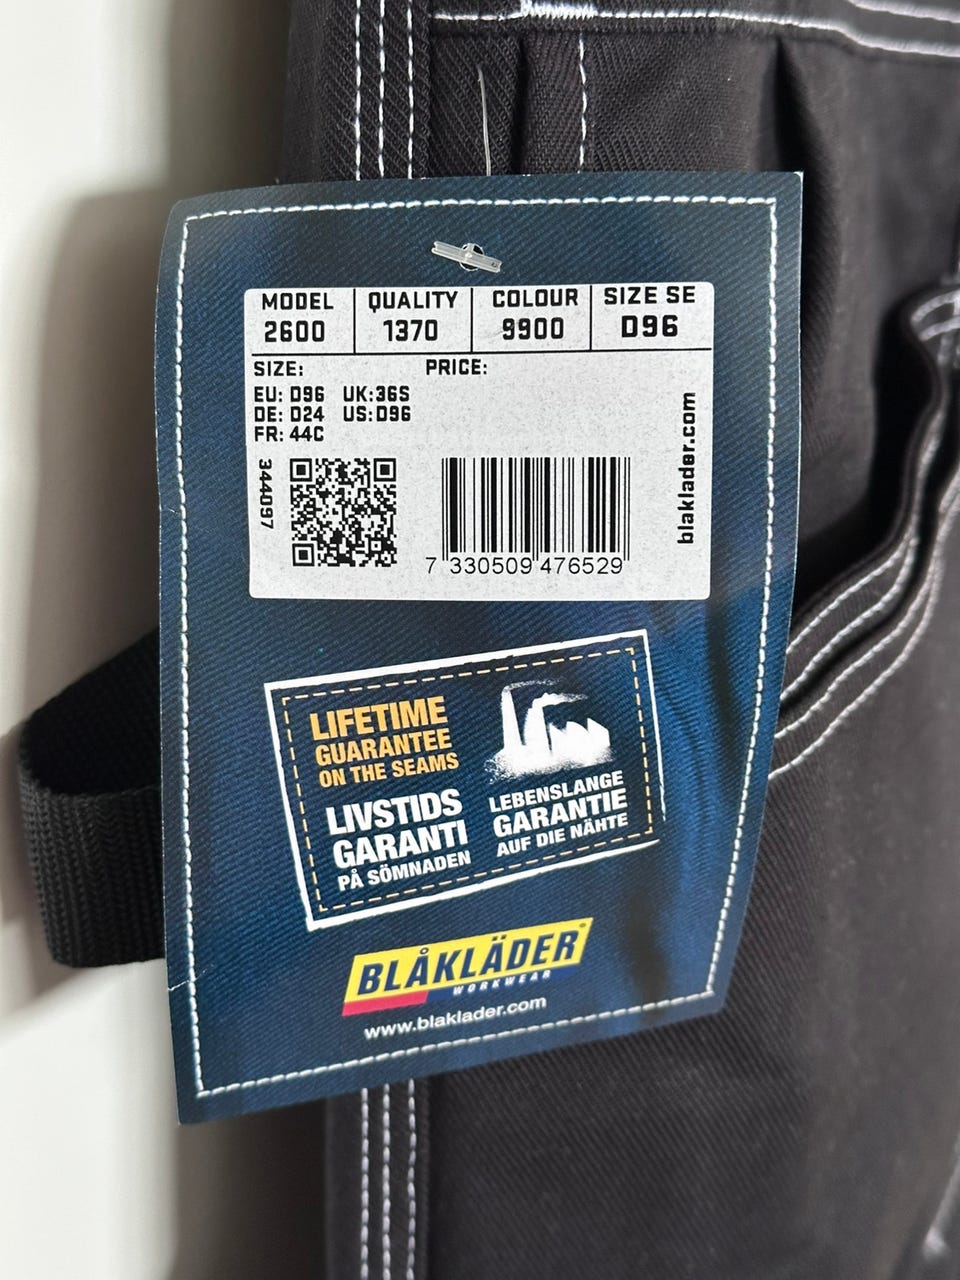 MODEL QUALITY COLOUR SIZE SE
2600 1370 9900 D96
SIZE: PRICE:
EU: D96 UK:36S
DE: D24 US:D96
FR: 44C
344097
7 330509 476529
blaklader.com
LIFETIME
GUARANTEE
ON THE SEAMS
LIVSTIDS
GARANTI
PÅ SÖMNADEN
LEBENSLANGE
GARANTIE
AUF DIE NÄHTE
BLÅKLÄDER
WORKWEAR
www.blaklader.com